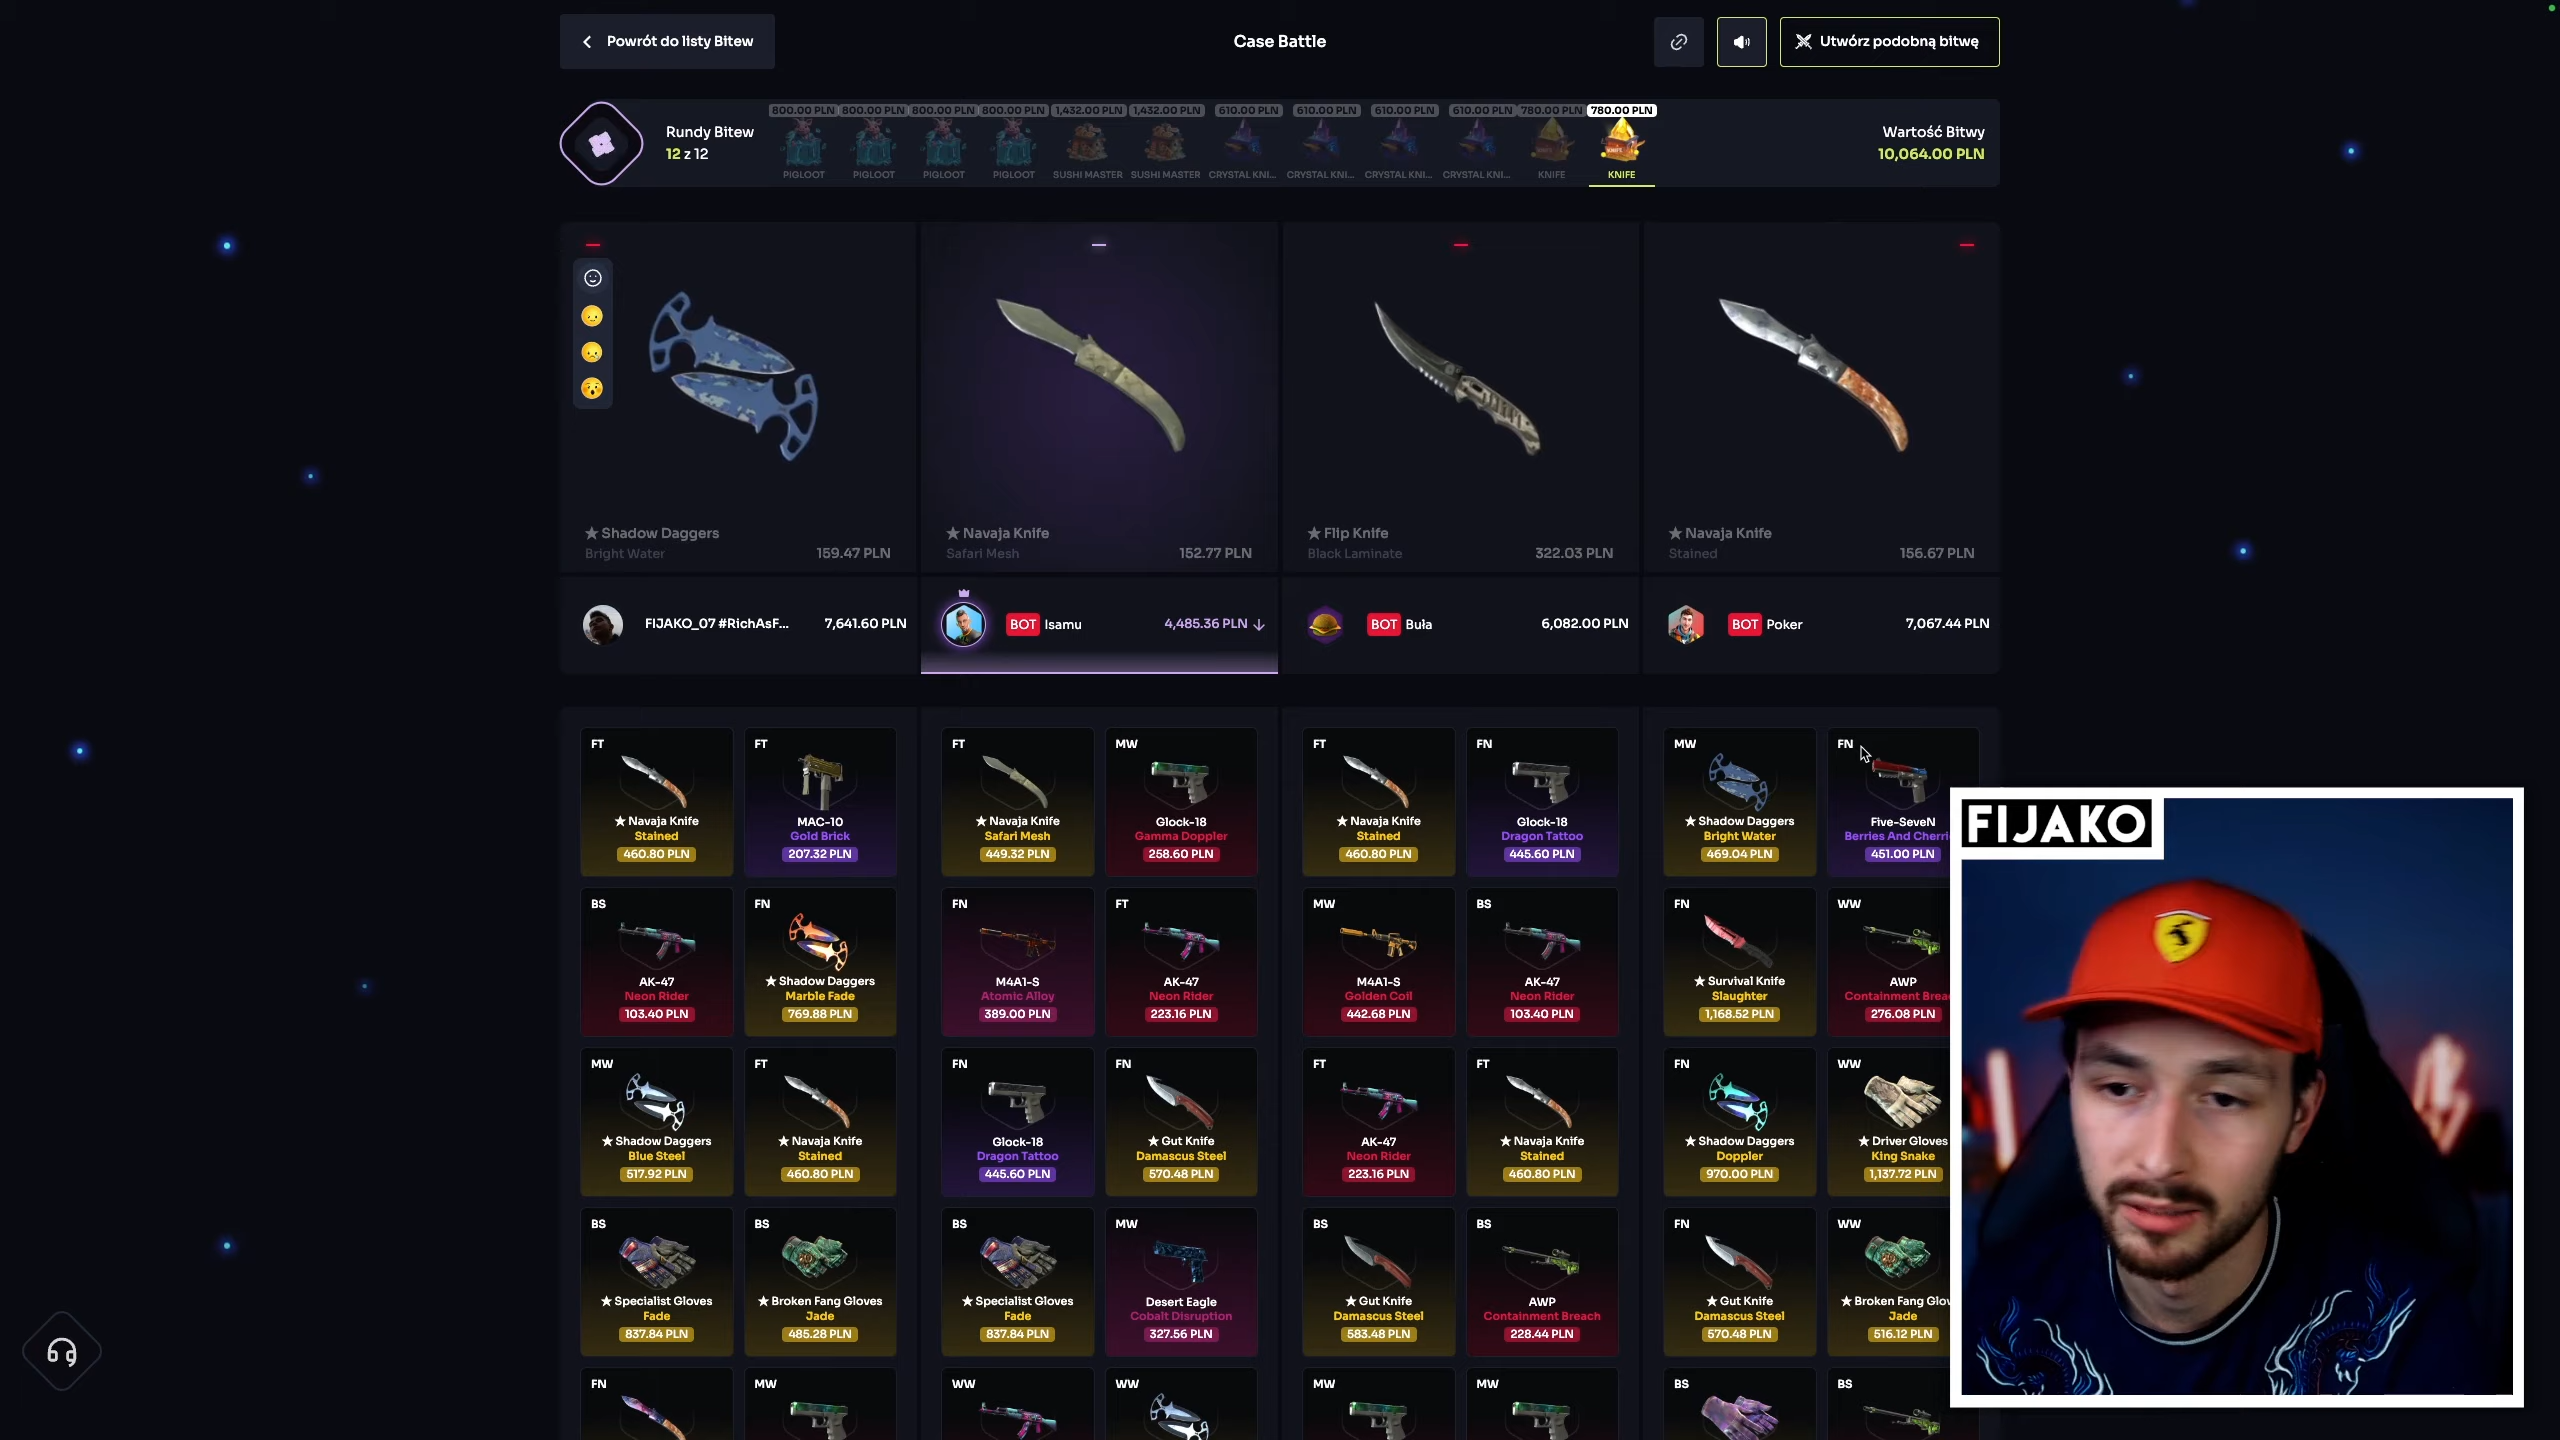 Powrót do listy Bitew
Case Battle
Utwórz podobną bitwę
Rundy Bitew
12 z 12
800.00 PLN 800.00 PLN 800.00 PLN 800.00 PLN 1,432.00 PLN 1,432.00 PLN 610.00 PLN 610.00 PLN 610.00 PLN 610.00 PLN 780.00 PLN 780.00 PLN
PIGLOOT PIGLOOT PIGLOOT PIGLOOT SUSHI MASTER SUSHI MASTER CRYSTAL KNI... CRYSTAL KNI... CRYSTAL KNI... CRYSTAL KNI... KNIFE KNIFE
Wartość Bitwy
10,064.00 PLN
★ Shadow Daggers
Bright Water 159.47 PLN
★ Navaja Knife
Safari Mesh 152.77 PLN
★ Flip Knife
Black Laminate 322.03 PLN
★ Navaja Knife
Stained 156.67 PLN
FIJAKO_07 #RichAsF... 7,641.60 PLN
BOT Isamu 4,485.36 PLN
BOT Buła 6,082.00 PLN
BOT Poker 7,067.44 PLN
FT FT FT MW FT FN MW FN
★ Navaja Knife MAC-10 ★ Navaja Knife Glock-18 ★ Navaja Knife Glock-18 ★ Shadow Daggers Five-SeveN
Stained Gold Brick Safari Mesh Gamma Doppler Stained Dragon Tattoo Bright Water Berries And Cherri
460.80 PLN 207.32 PLN 449.32 PLN 258.60 PLN 460.80 PLN 445.60 PLN 469.04 PLN 451.00 PLN
BS FN FN FT MW BS FN WW
AK-47 ★ Shadow Daggers M4A1-S AK-47 M4A1-S AK-47 ★ Survival Knife AWP
Neon Rider Marble Fade Atomic Alloy Neon Rider Golden Coil Neon Rider Slaughter Containment Breac
103.40 PLN 769.88 PLN 389.00 PLN 223.16 PLN 442.68 PLN 103.40 PLN 1,168.52 PLN 276.08 PLN
MW FT FN FN FT FT FN WW
★ Shadow Daggers ★ Navaja Knife Glock-18 ★ Gut Knife AK-47 ★ Navaja Knife ★ Shadow Daggers ★ Driver Gloves
Blue Steel Stained Dragon Tattoo Damascus Steel Neon Rider Stained Doppler King Snake
517.92 PLN 460.80 PLN 445.60 PLN 570.48 PLN 223.16 PLN 460.80 PLN 970.00 PLN 1,137.72 PLN
BS BS BS MW BS BS FN WW
★ Specialist Gloves ★ Broken Fang Gloves ★ Specialist Gloves Desert Eagle ★ Gut Knife AWP ★ Gut Knife ★ Broken Fang Glov
Fade Jade Fade Cobalt Disruption Damascus Steel Containment Breach Damascus Steel Jade
837.84 PLN 485.28 PLN 837.84 PLN 327.56 PLN 583.48 PLN 228.44 PLN 570.48 PLN 516.12 PLN
FN MW WW WW MW MW BS BS
FIJAKO